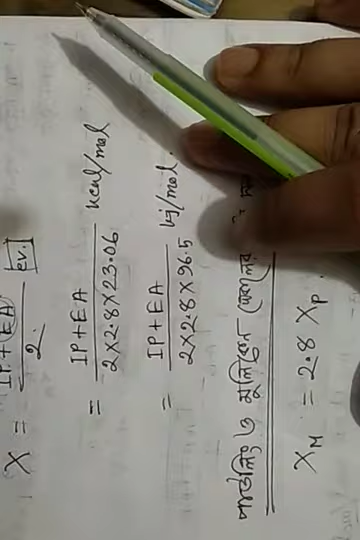 X = IP+EA / 2. ev
= IP+EA / 2×2.8×23.06 kcal/mol
= IP+EA / 2×2.8×96.5 kj/mol.
পাউলিং ও মুলিকেন স্কেলের
X_M = 2.8 X_P.